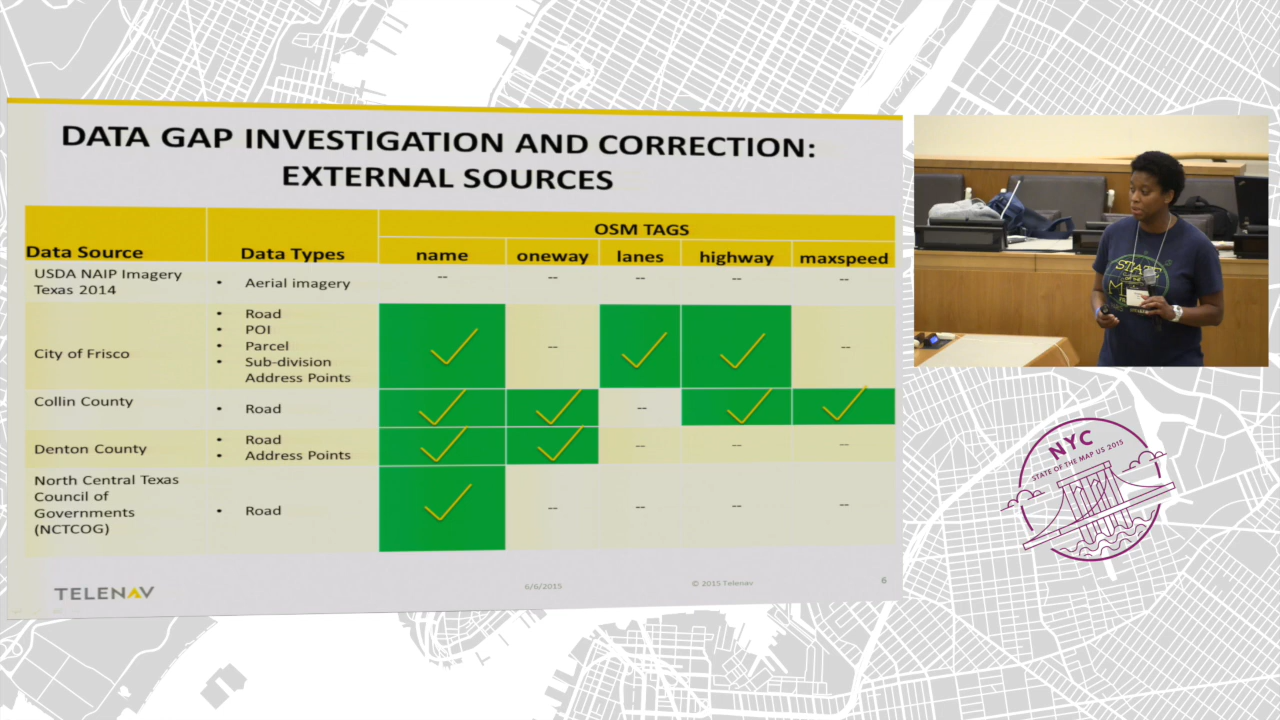 DATA GAP INVESTIGATION AND CORRECTION:
EXTERNAL SOURCES
OSM TAGS
Data Source Data Types name oneway lanes highway maxspeed
USDA NAIP Imagery
Texas 2014
• Aerial imagery
-- -- -- -- --
City of Frisco
• Road
• POI
• Parcel
• Sub-division
Address Points
-- --
Collin County
• Road
--
Denton County
• Road
• Address Points
-- -- --
North Central Texas
Council of
Governments
(NCTCOG)
• Road
-- -- -- --
TELENAV
6/6/2015
© 2015 Telenav
6
STATE
NYC
STATE OF THE MAP US 2015